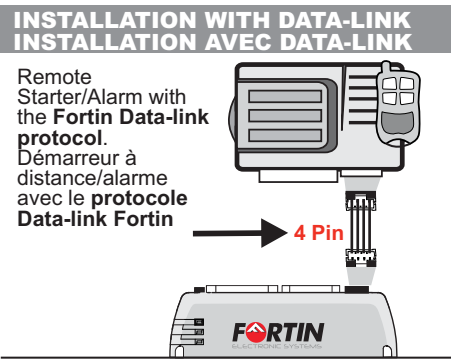 INSTALLATION WITH DATA-LINK
INSTALLATION AVEC DATA-LINK
Remote
Starter/Alarm with
the Fortin Data-link
protocol.
Démarreur à
distance/alarme
avec le protocole
Data-link Fortin
4 Pin
FORTIN
ELECTRONIC SYSTEMS